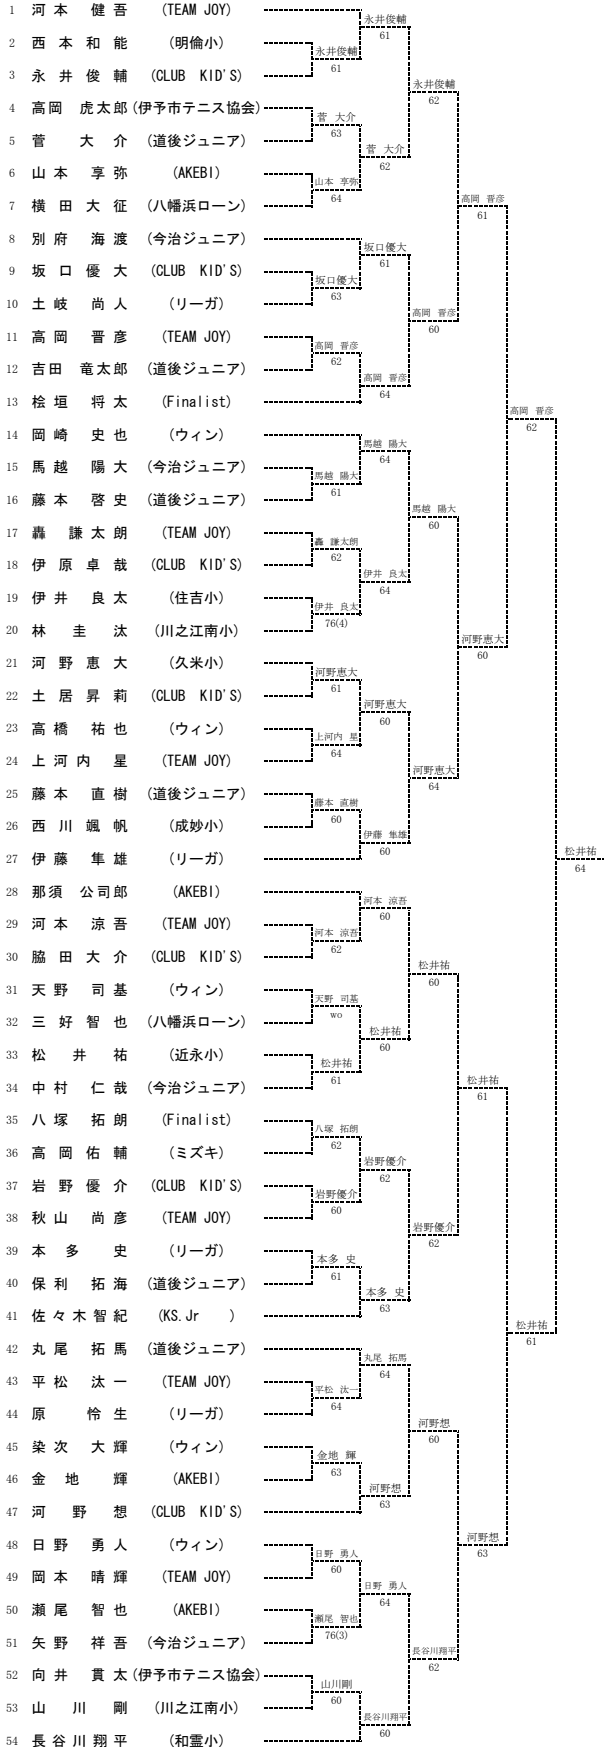 1 河本 健吾 (TEAM JOY)
永井俊輔
61
2 西本和能 (明倫小)
永井俊輔
61
3 永井俊輔 (CLUB KID'S)
永井俊輔
62
4 高岡 虎太郎 (伊予市テニス協会)
菅 大介
63
5 菅 大介 (道後ジュニア)
菅 大介
62
6 山本 享弥 (AKEBI)
山本 享弥
64
7 横田大征 (八幡浜ローン)
高岡 晋彦
61
8 別府 海渡 (今治ジュニア)
坂口優大
61
9 坂口優大 (CLUB KID'S)
坂口優大
63
10 土岐 尚人 (リーガ)
高岡 晋彦
60
11 高岡 晋彦 (TEAM JOY)
高岡 晋彦
62
12 吉田 竜太郎 (道後ジュニア)
高岡 晋彦
64
13 桧垣 将太 (Finalist)
高岡 晋彦
62
14 岡崎 史也 (ウィン)
馬越 陽大
64
15 馬越 陽大 (今治ジュニア)
馬越 陽大
61
16 藤本 啓史 (道後ジュニア)
馬越 陽大
60
17 轟 謙太朗 (TEAM JOY)
轟 謙太朗
62
18 伊原卓哉 (CLUB KID'S)
伊井 良太
64
19 伊井 良太 (住吉小)
伊井 良太
76(4)
20 林 圭汰 (川之江南小)
河野恵大
60
21 河野恵大 (久米小)
河野恵大
61
22 土居昇莉 (CLUB KID'S)
河野恵大
60
23 高橋 祐也 (ウィン)
上河内 星
64
24 上河内 星 (TEAM JOY)
河野恵大
64
25 藤本 直樹 (道後ジュニア)
藤本 直樹
60
26 西川颯帆 (成妙小)
伊藤 隼雄
60
27 伊藤 隼雄 (リーガ)
松井祐
64
28 那須 公司郎 (AKEBI)
河本 涼吾
60
29 河本 涼吾 (TEAM JOY)
河本 涼吾
62
30 脇田大介 (CLUB KID'S)
松井祐
60
31 天野 司基 (ウィン)
天野 司基
wo
32 三好智也 (八幡浜ローン)
松井祐
60
33 松井祐 (近永小)
松井祐
61
34 中村 仁哉 (今治ジュニア)
松井祐
61
35 八塚 拓朗 (Finalist)
八塚 拓朗
62
36 高岡佑輔 (ミズキ)
岩野優介
62
37 岩野優介 (CLUB KID'S)
岩野優介
60
38 秋山 尚彦 (TEAM JOY)
岩野優介
62
39 本多 史 (リーガ)
本多 史
61
40 保利 拓海 (道後ジュニア)
本多 史
63
41 佐々木智紀 (KS.Jr )
松井祐
61
42 丸尾 拓馬 (道後ジュニア)
丸尾 拓馬
64
43 平松 汰一 (TEAM JOY)
平松 汰一
64
44 原 怜生 (リーガ)
河野想
60
45 染次 大輝 (ウィン)
金地 輝
63
46 金地 輝 (AKEBI)
河野想
63
47 河野想 (CLUB KID'S)
河野想
63
48 日野 勇人 (ウィン)
日野 勇人
60
49 岡本 晴輝 (TEAM JOY)
日野 勇人
64
50 瀬尾 智也 (AKEBI)
瀬尾 智也
76(3)
51 矢野 祥吾 (今治ジュニア)
長谷川翔平
62
52 向井 貫太 (伊予市テニス協会)
山川剛
60
53 山川剛 (川之江南小)
長谷川翔平
60
54 長谷川翔平 (和霊小)